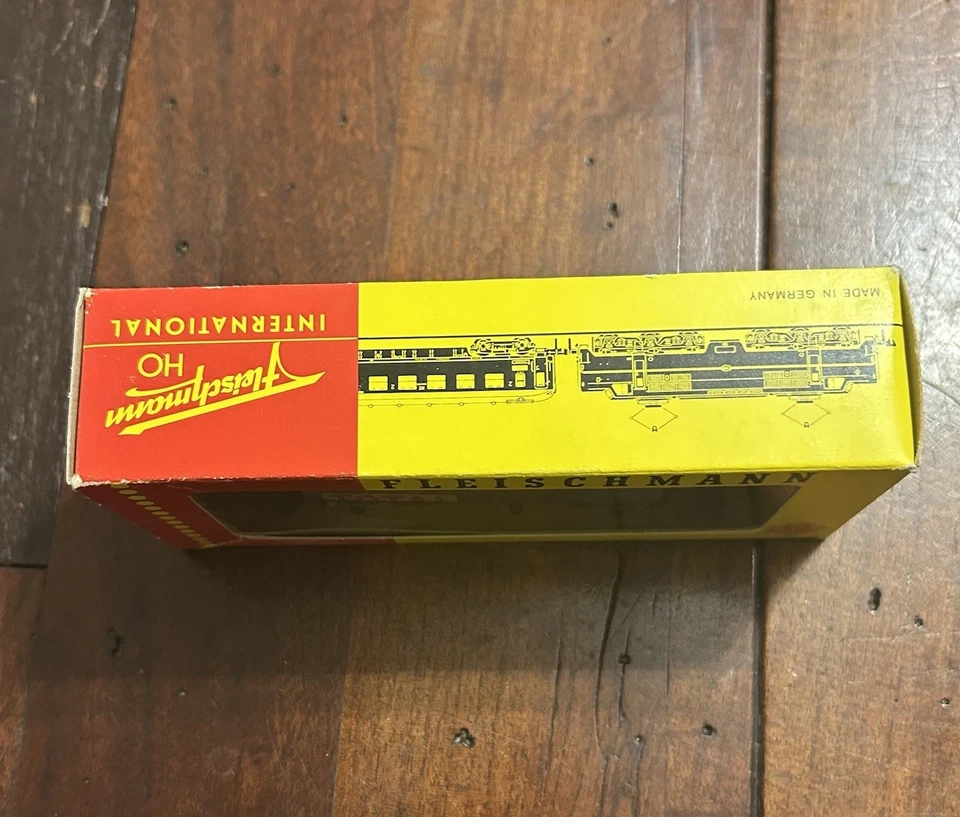 Fleischmann
HO
INTERNATIONAL
MADE IN GERMANY
FLEISCHMANN